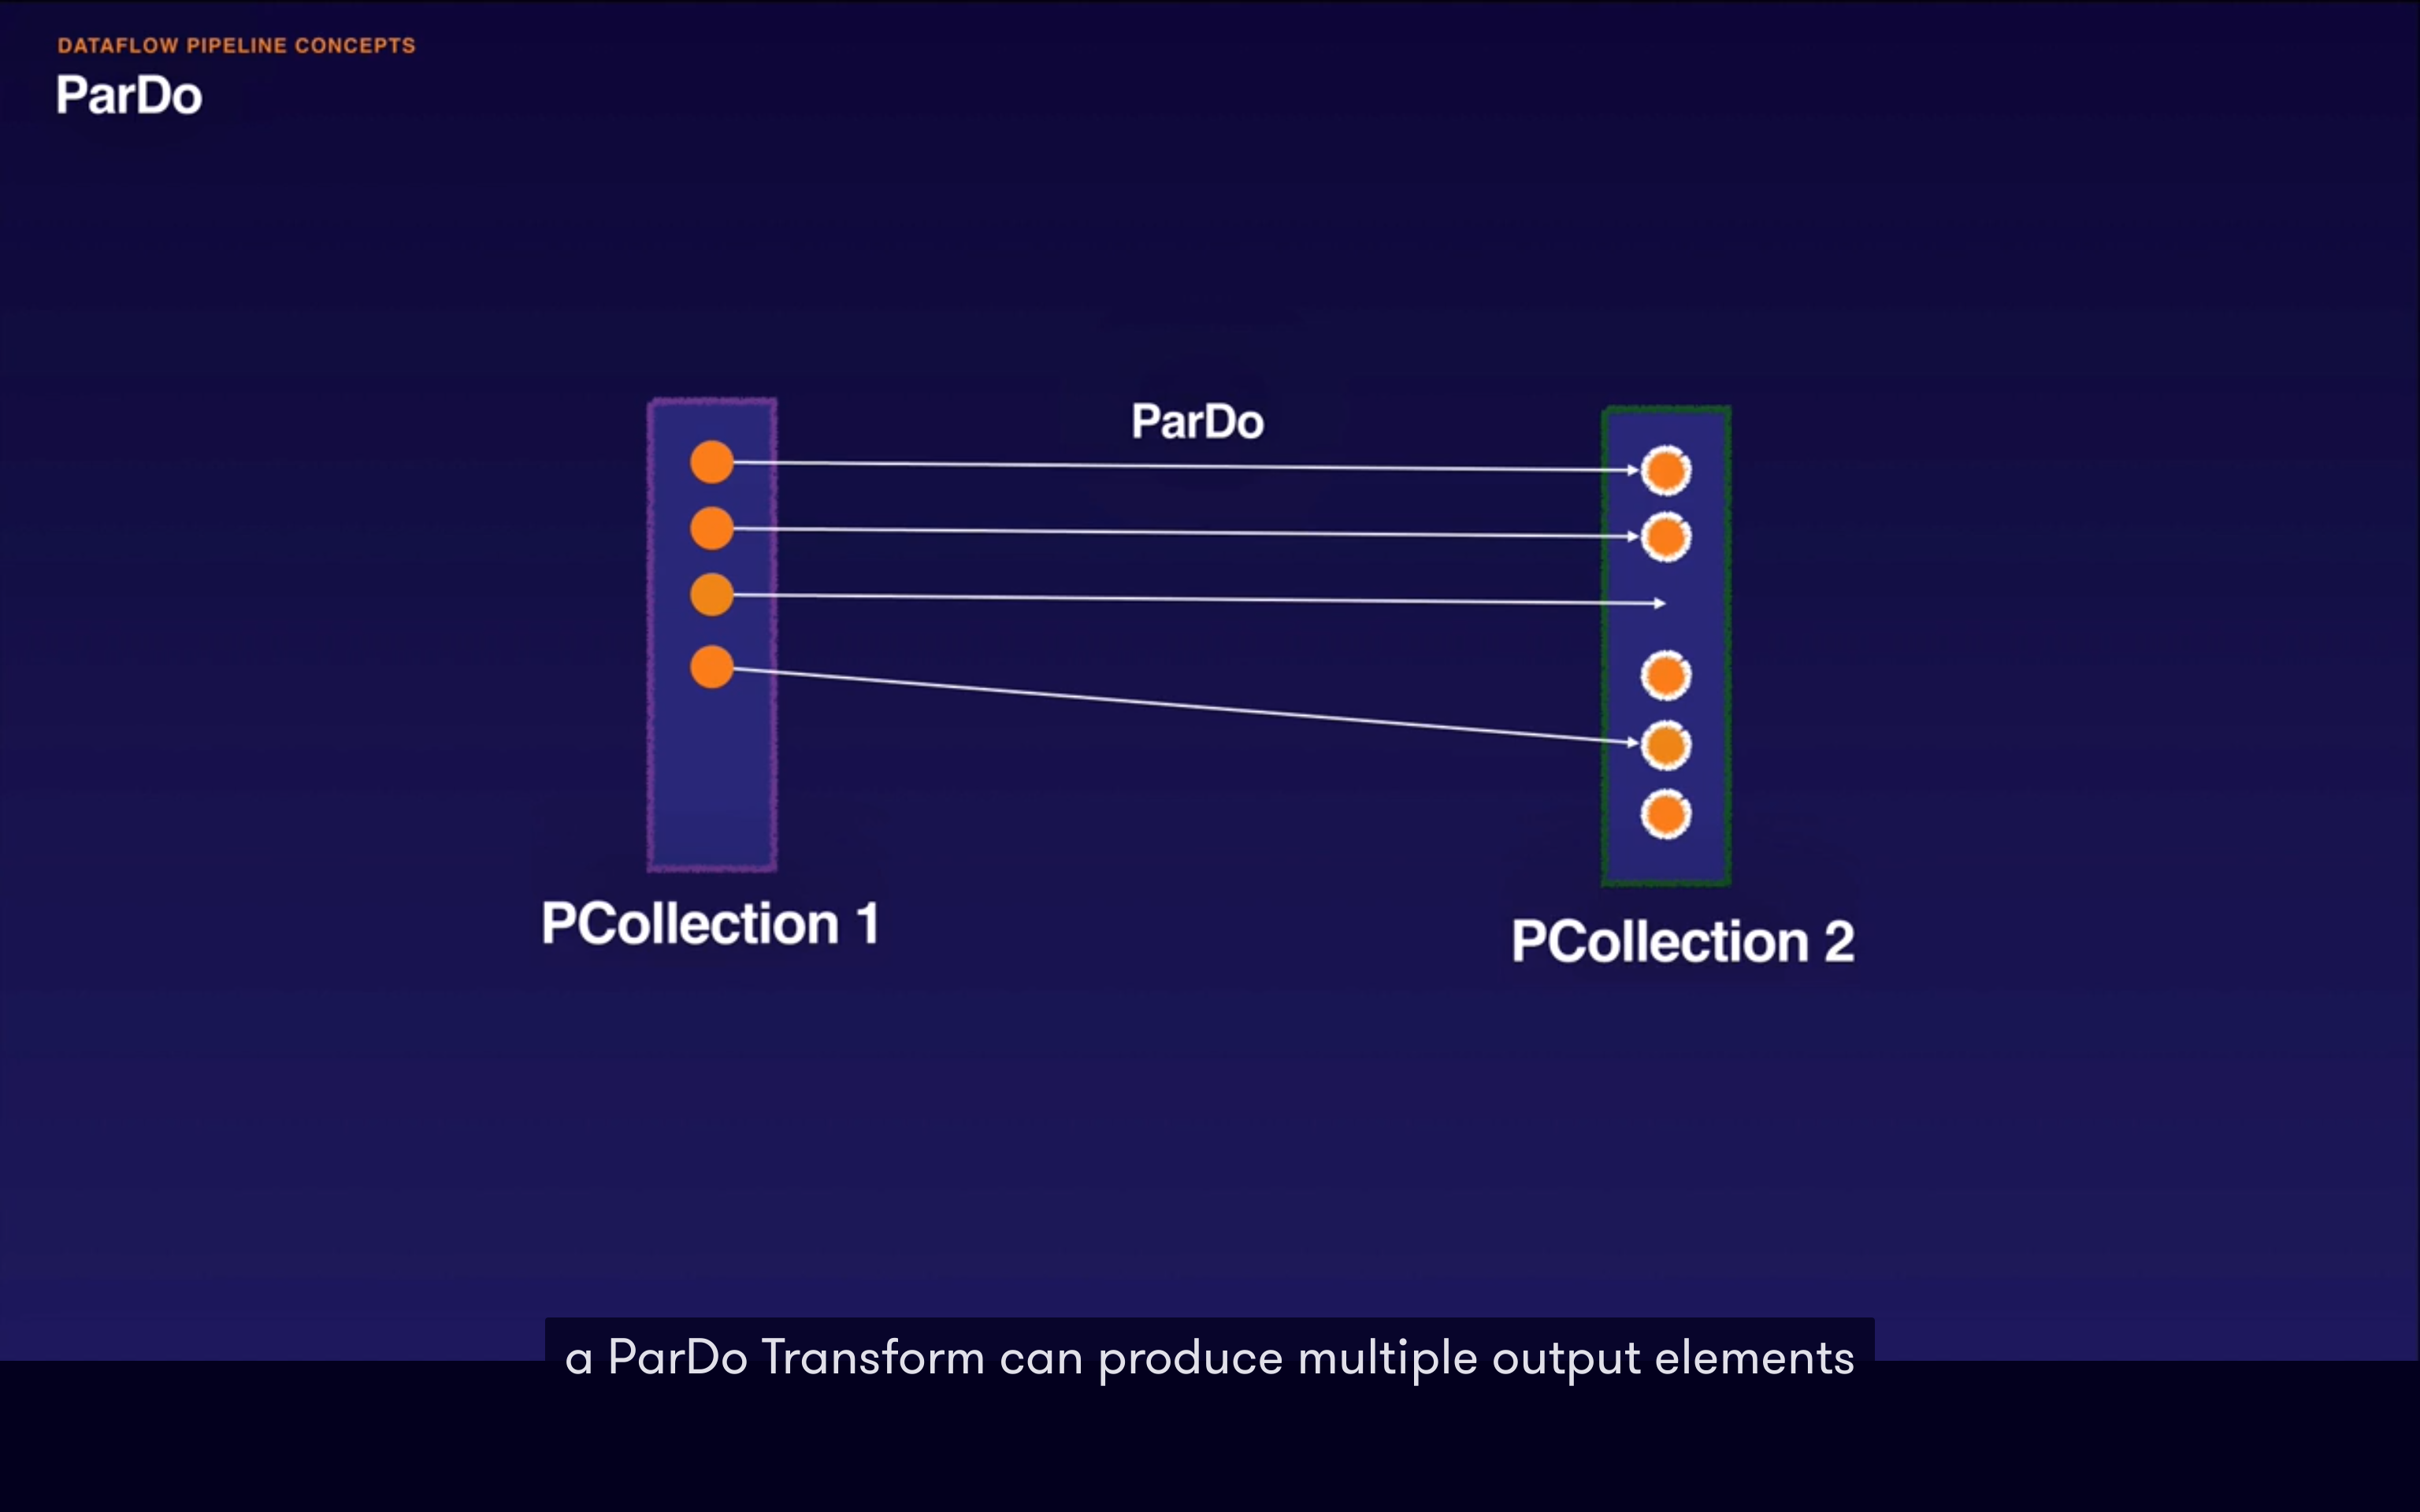 DATAFLOW PIPELINE CONCEPTS
ParDo
ParDo
PCollection 1
PCollection 2
a ParDo Transform can produce multiple output elements